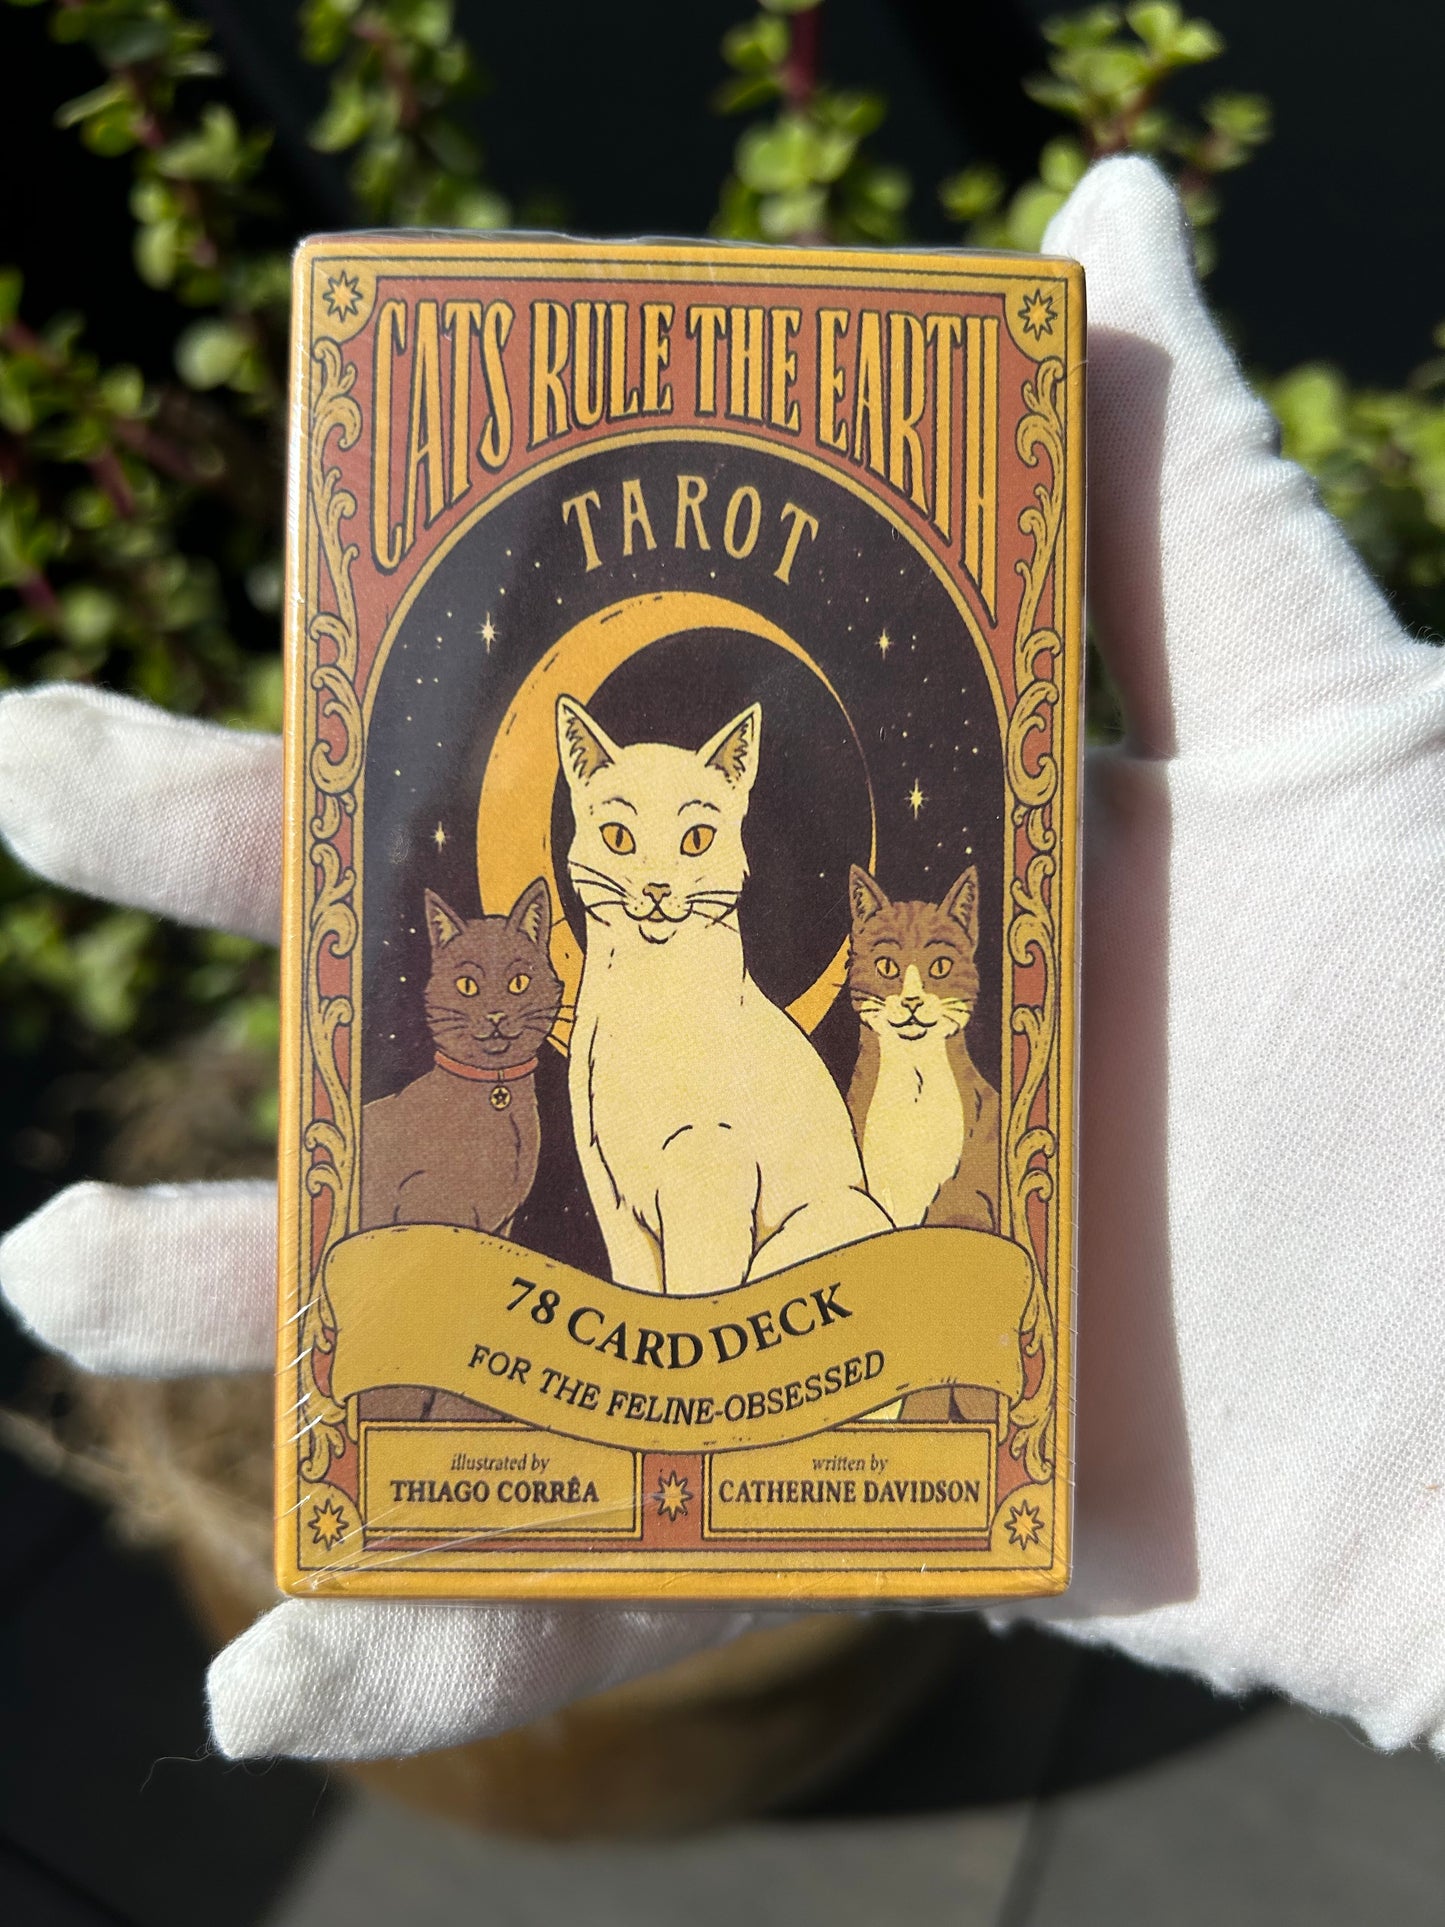 CATS RULE THE EARTH
TAROT
78 CARD DECK
FOR THE FELINE-OBSESSED
illustrated by
THIAGO CORRÊA
written by
CATHERINE DAVIDSON